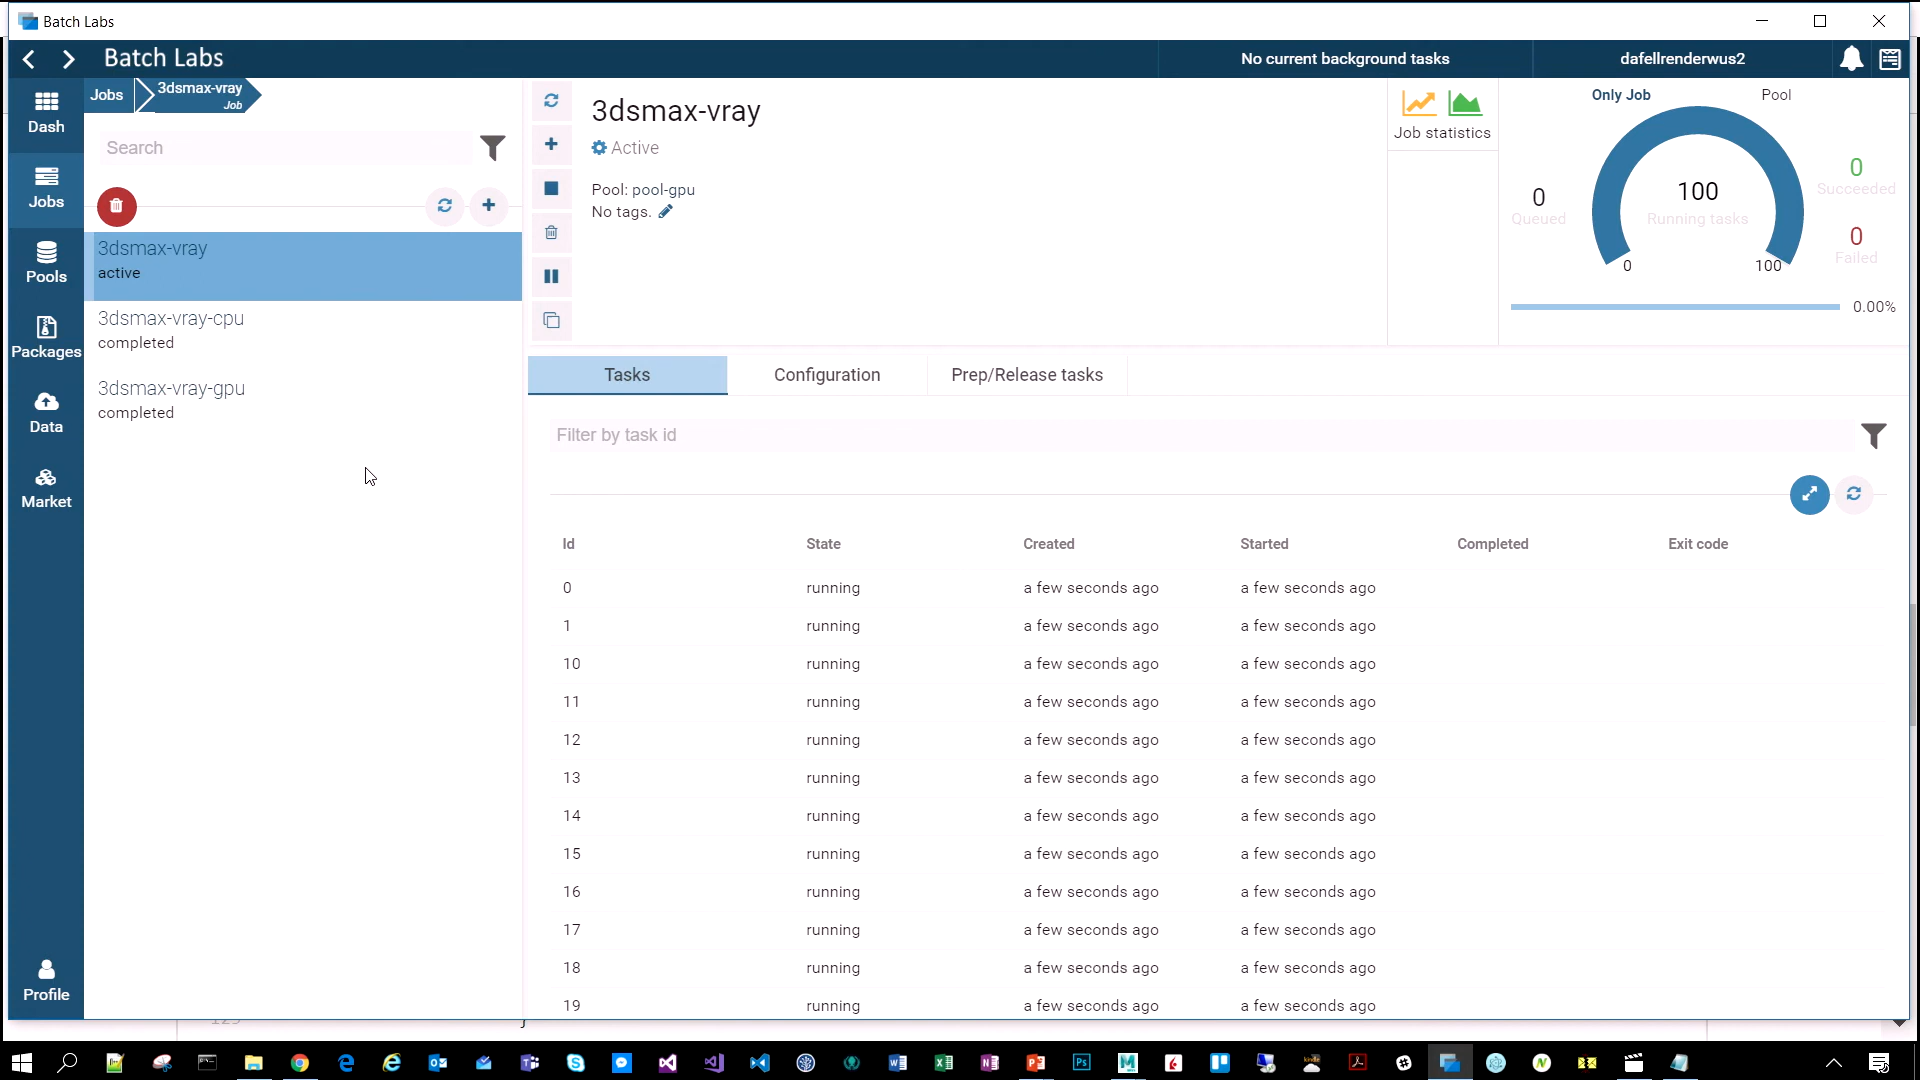 Batch Labs
Batch Labs
No current background tasks
dafellrenderwus2
Jobs
3dsmax-vray
Job
Dash
Jobs
Pools
Packages
Data
Market
Profile
Search
3dsmax-vray
active
3dsmax-vray-cpu
completed
3dsmax-vray-gpu
completed
3dsmax-vray
Active
Pool: pool-gpu
No tags.
Job statistics
Only Job
Pool
0
Queued
100
Running tasks
0
100
0
Succeeded
0
Failed
0.00%
Tasks
Configuration
Prep/Release tasks
Filter by task id
Id State Created Started Completed Exit code
0 running a few seconds ago a few seconds ago
1 running a few seconds ago a few seconds ago
10 running a few seconds ago a few seconds ago
11 running a few seconds ago a few seconds ago
12 running a few seconds ago a few seconds ago
13 running a few seconds ago a few seconds ago
14 running a few seconds ago a few seconds ago
15 running a few seconds ago a few seconds ago
16 running a few seconds ago a few seconds ago
17 running a few seconds ago a few seconds ago
18 running a few seconds ago a few seconds ago
19 running a few seconds ago a few seconds ago